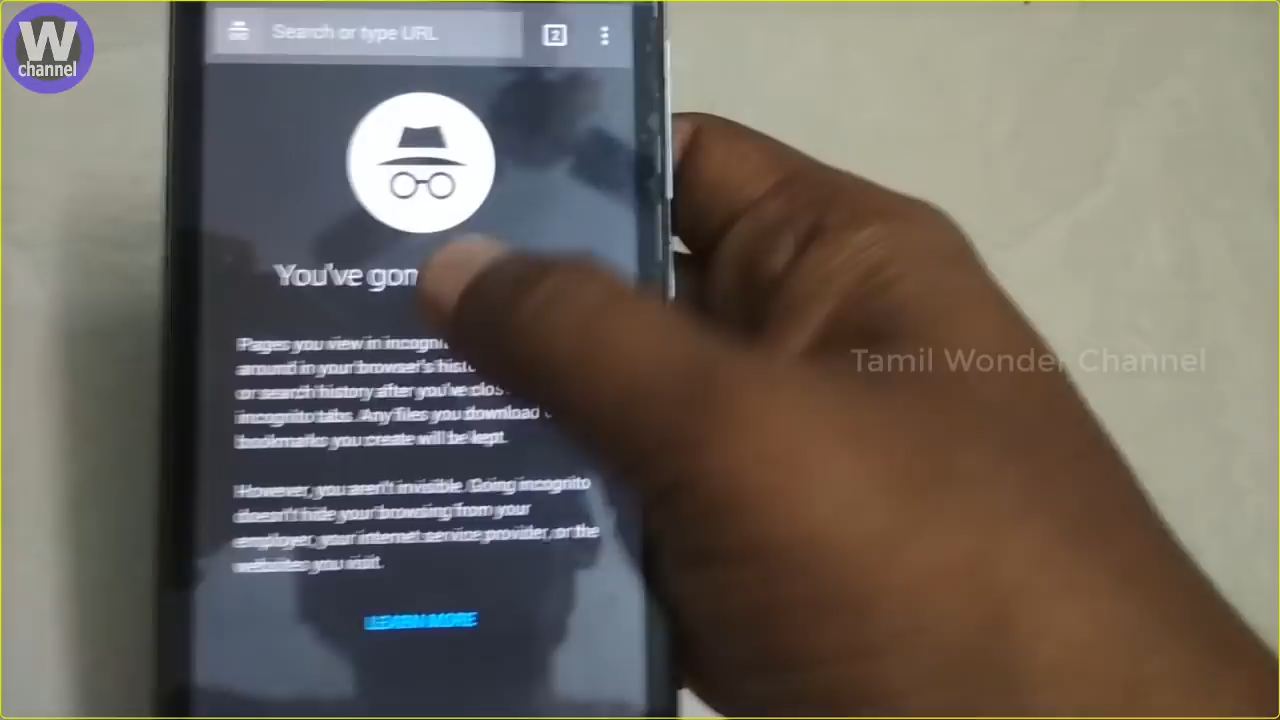 W
channel
Search or type URL
2
You've gon
Pages you view in
around in your browser's
or search history after you've
incognito tabs. Any files you download
bookmarks you create will be kept.
However, you aren't invisible. Going incognito
doesn't hide your browsing from your
employer, your internet service provider, or the
websites you visit.
LEARN MORE
Tamil Wonder Channel